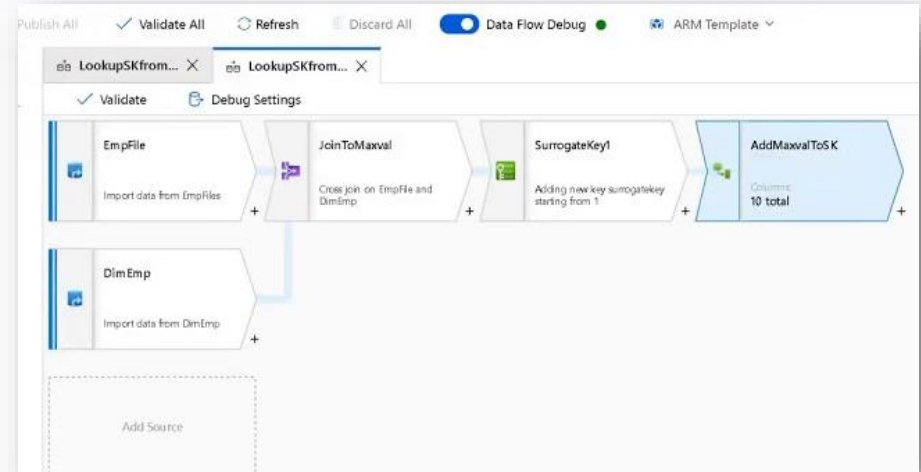 Publish All Validate All Refresh Discard All Data Flow Debug ARM Template
LookupSKfrom... LookupSKfrom...
Validate Debug Settings
EmpFile
Import data from EmpFiles
+
JoinToMaxval
Cross join on EmpFile and
DimEmp
+
SurrogateKey1
Adding new key surrogatekey
starting from 1
+
AddMaxvalToSK
Columns:
10 total
+
DimEmp
Import data from DimEmp
+
Add Source